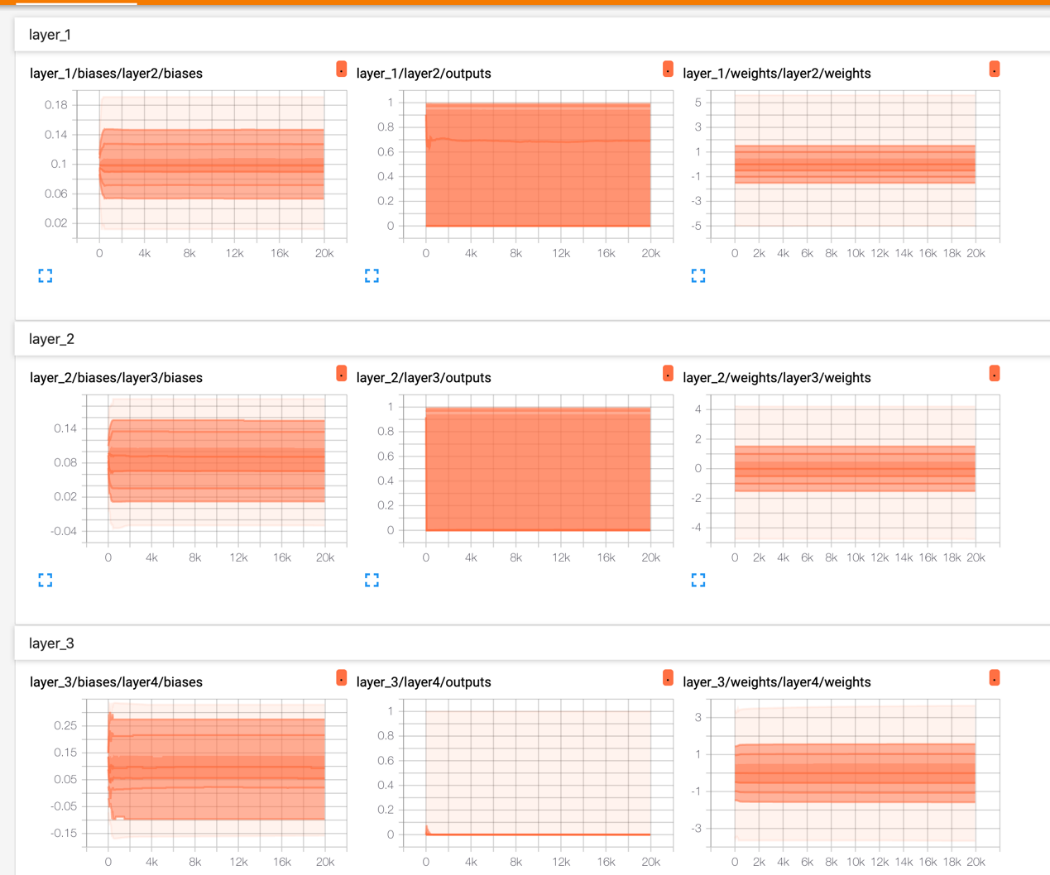 layer_1
layer_1/biases/layer2/biases
layer_1/layer2/outputs
layer_1/weights/layer2/weights
0.18
0.14
0.1
0.06
0.02
0 4k 8k 12k 16k 20k
1
0.8
0.6
0.4
0.2
0
0 4k 8k 12k 16k 20k
5
3
1
-1
-3
-5
0 2k 4k 6k 8k 10k 12k 14k 16k 18k 20k
layer_2
layer_2/biases/layer3/biases
layer_2/layer3/outputs
layer_2/weights/layer3/weights
0.14
0.08
0.02
-0.04
0 4k 8k 12k 16k 20k
1
0.8
0.6
0.4
0.2
0
0 4k 8k 12k 16k 20k
4
2
0
-2
-4
0 2k 4k 6k 8k 10k 12k 14k 16k 18k 20k
layer_3
layer_3/biases/layer4/biases
layer_3/layer4/outputs
layer_3/weights/layer4/weights
0.25
0.15
0.05
-0.05
-0.15
0 4k 8k 12k 16k 20k
1
0.8
0.6
0.4
0.2
0
0 4k 8k 12k 16k 20k
3
1
-1
-3
0 2k 4k 6k 8k 10k 12k 14k 16k 18k 20k